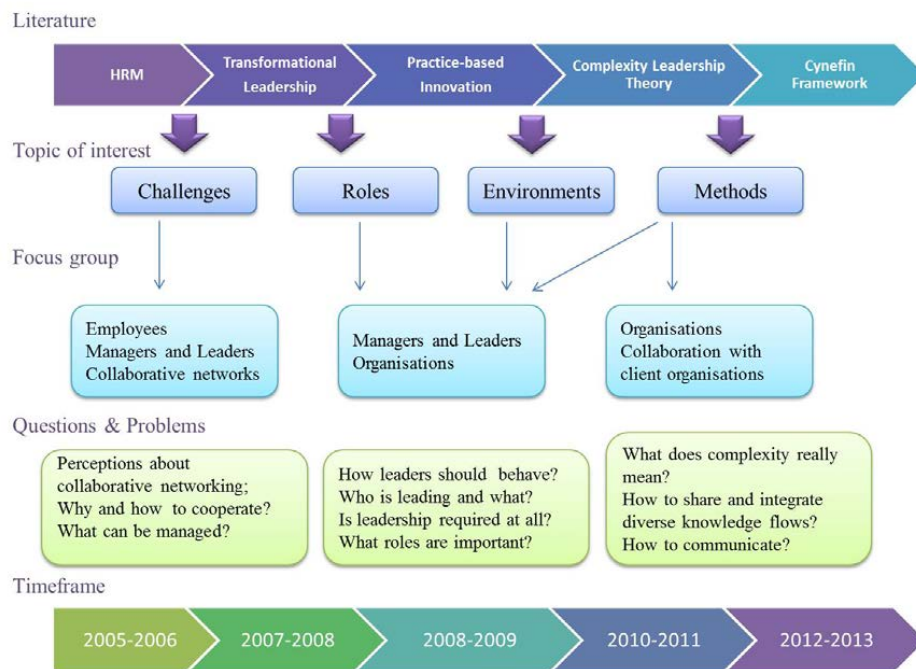 Literature
HRM
Transformational
Leadership
Practice-based
Innovation
Complexity Leadership
Theory
Cynefin
Framework
Topic of interest
Challenges
Roles
Environments
Methods
Focus group
Employees
Managers and Leaders
Collaborative networks
Managers and Leaders
Organisations
Organisations
Collaboration with
client organisations
Questions & Problems
Perceptions about
collaborative networking;
Why and how to cooperate?
What can be managed?
How leaders should behave?
Who is leading and what?
Is leadership required at all?
What roles are important?
What does complexity really
mean?
How to share and integrate
diverse knowledge flows?
How to communicate?
Timeframe
2005-2006
2007-2008
2008-2009
2010-2011
2012-2013